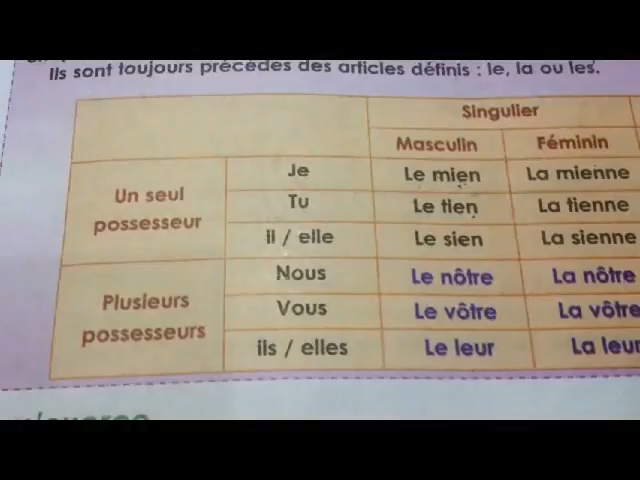 Ils sont toujours précédés des articles définis : le, la ou les.
Singulier
Masculin Féminin
Un seul possesseur
Je Le mien La mienne
Tu Le tien La tienne
il / elle Le sien La sienne
Plusieurs possesseurs
Nous Le nôtre La nôtre
Vous Le vôtre La vôtre
ils / elles Le leur La leur